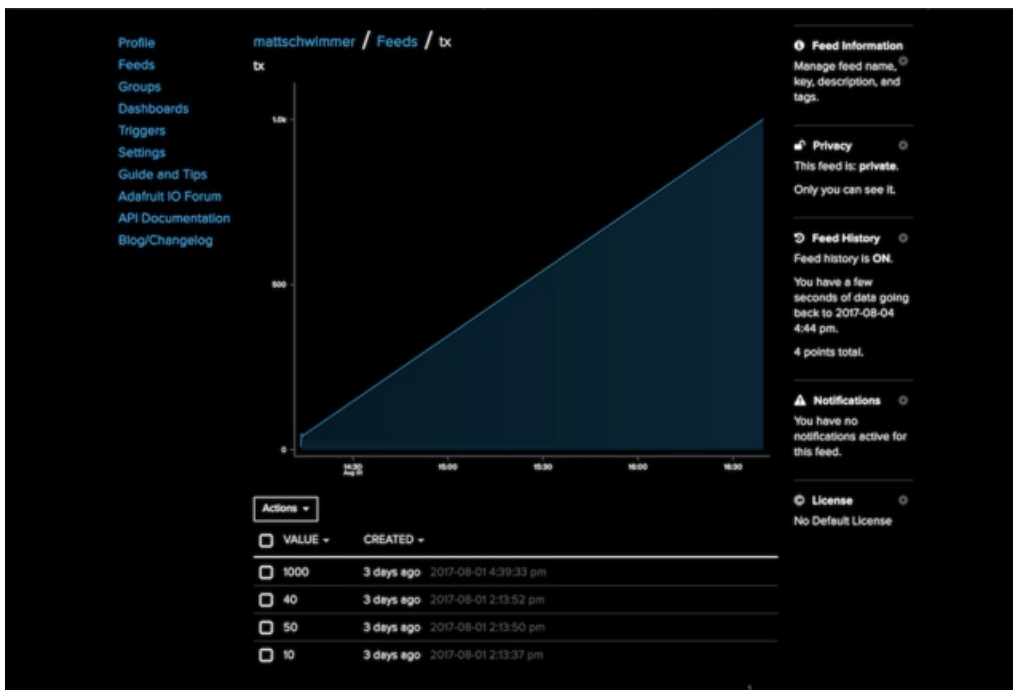 Profile
Feeds
Groups
Dashboards
Triggers
Settings
Guide and Tips
Adafruit IO Forum
API Documentation
Blog/Changelog
mattschwimmer / Feeds / tx
tx
1.0k
500
0
14:30
Aug 01
15:00
15:30
16:00
16:30
Actions
VALUE CREATED
1000 3 days ago 2017-08-01 4:39:33 pm
40 3 days ago 2017-08-01 2:13:52 pm
50 3 days ago 2017-08-01 2:13:50 pm
10 3 days ago 2017-08-01 2:13:37 pm
Feed Information
Manage feed name,
key, description, and
tags.
Privacy
This feed is: private.
Only you can see it.
Feed History
Feed history is ON.
You have a few
seconds of data going
back to 2017-08-04
4:44 pm.
4 points total.
Notifications
You have no
notifications active for
this feed.
License
No Default License